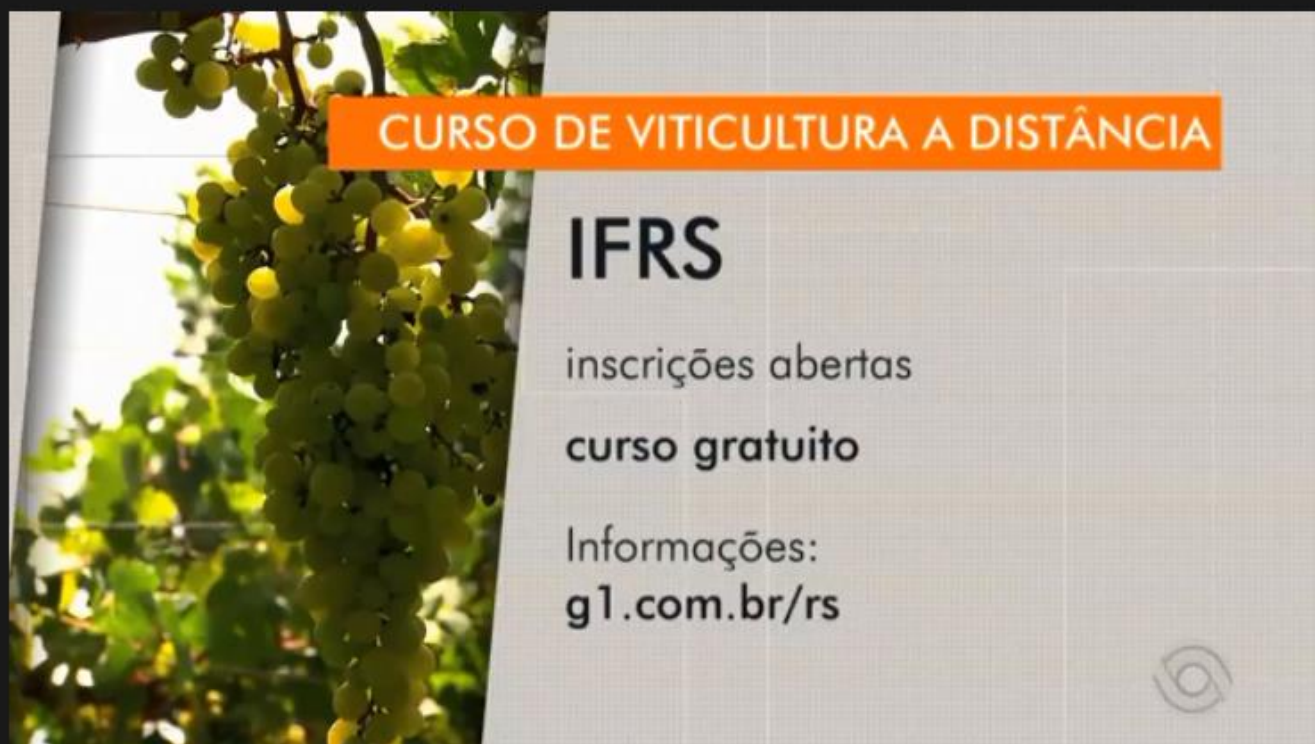 CURSO DE VITICULTURA A DISTÂNCIA
IFRS
inscrições abertas
curso gratuito
Informações:
g1.com.br/rs